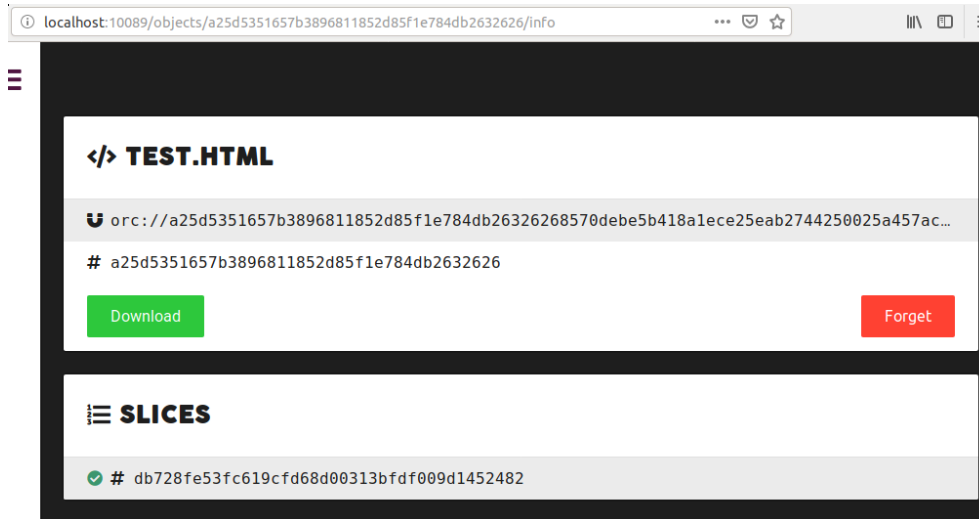 localhost:10089/objects/a25d5351657b3896811852d85f1e784db2632626/info
TEST.HTML
orc://a25d5351657b3896811852d85f1e784db26326268570debe5b418a1ece25eab2744250025a457ac…
# a25d5351657b3896811852d85f1e784db2632626
Download
Forget
SLICES
# db728fe53fc619cfd68d00313bfdf009d1452482